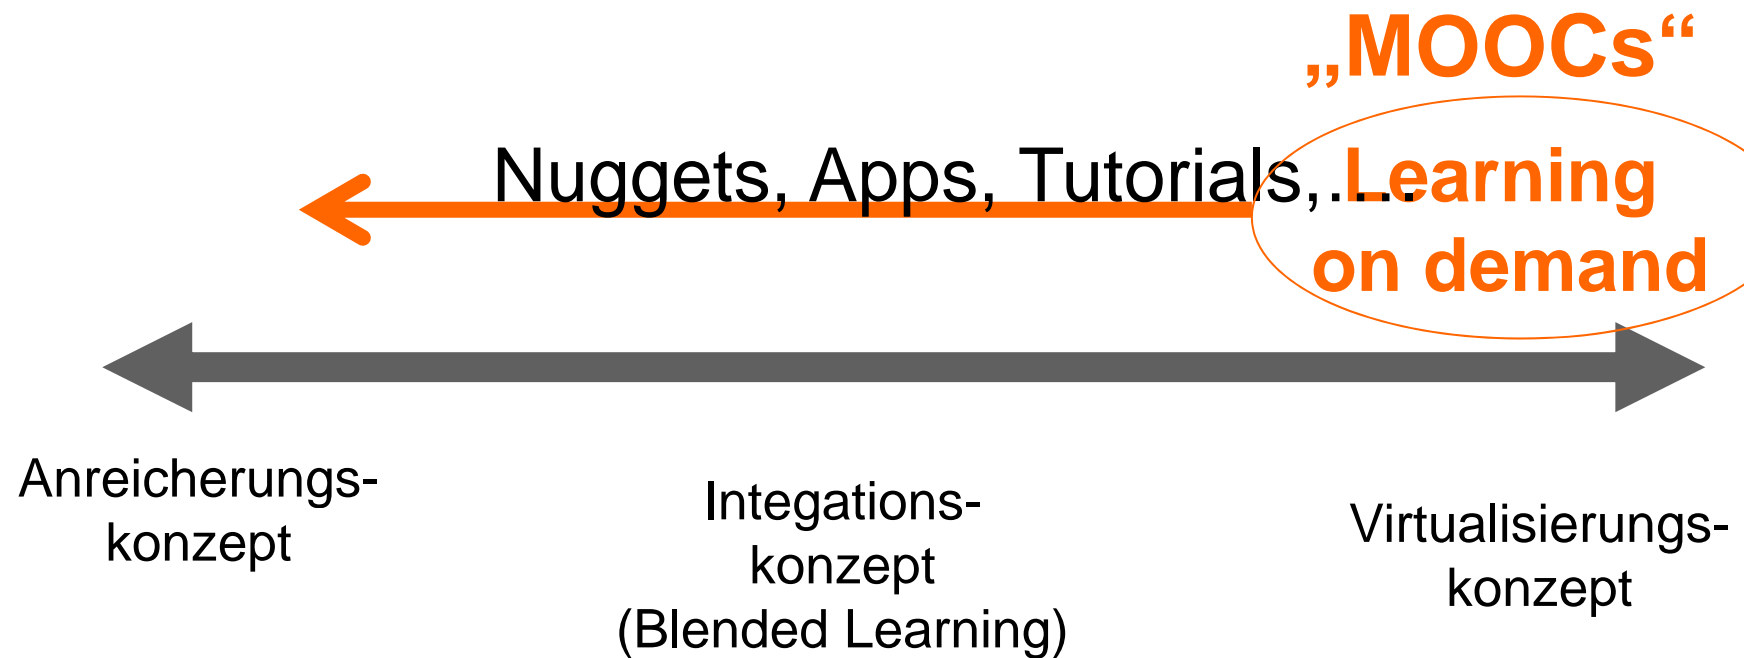 „MOOCs“
Nuggets, Apps, Tutorials,....
Learning
on demand
Anreicherungs-
konzept
Integations-
konzept
(Blended Learning)
Virtualisierungs-
konzept